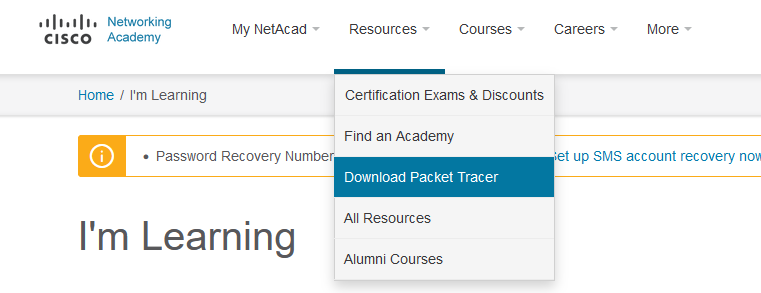 CISCO
Networking
Academy
My NetAcad
Resources
Courses
Careers
More
Home / I'm Learning
Certification Exams & Discounts
Find an Academy
Download Packet Tracer
All Resources
Alumni Courses
• Password Recovery Number
et up SMS account recovery now
I'm Learning